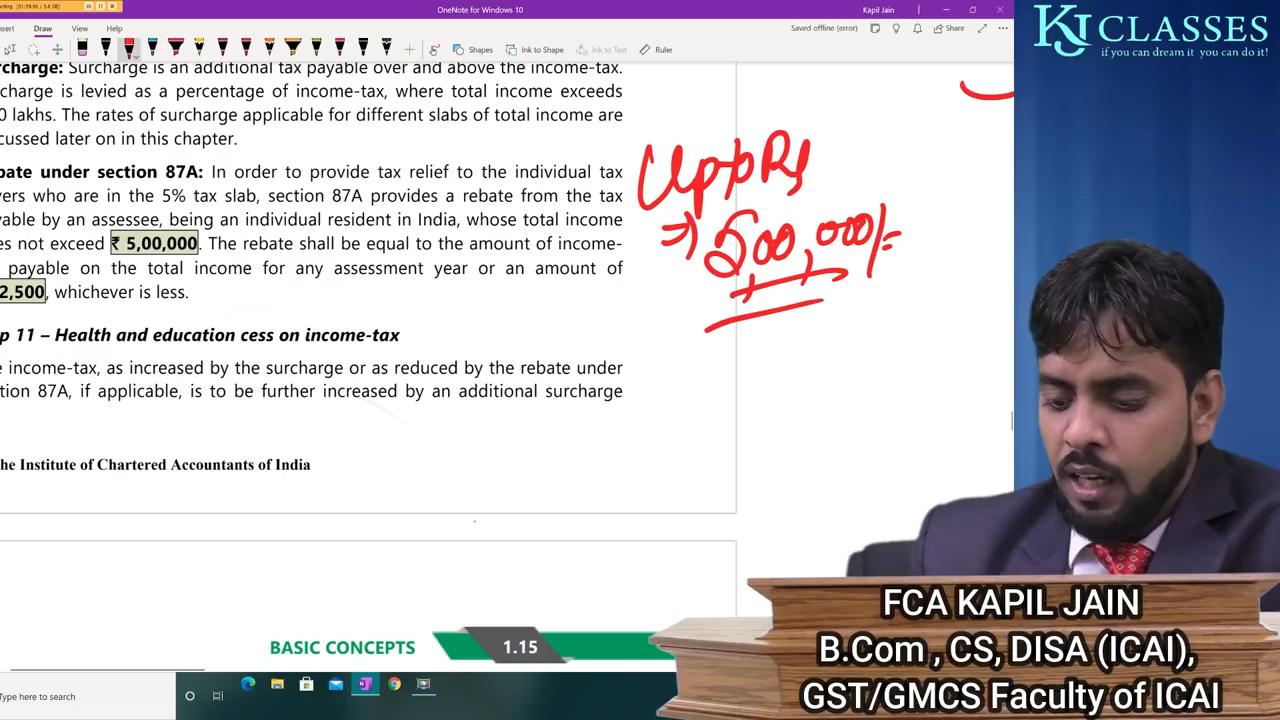 OneNote for Windows 10
Kapil Jain
Draw View Help
Shapes Ink to Shape Ink to Text Ruler
Saved offline (error) Share
KJ CLASSES
if you can dream it you can do it!
rcharge: Surcharge is an additional tax payable over and above the income-tax.
charge is levied as a percentage of income-tax, where total income exceeds
0 lakhs. The rates of surcharge applicable for different slabs of total income are
cussed later on in this chapter.
bate under section 87A: In order to provide tax relief to the individual tax
yers who are in the 5% tax slab, section 87A provides a rebate from the tax
yable by an assessee, being an individual resident in India, whose total income
es not exceed ₹ 5,00,000. The rebate shall be equal to the amount of income-
payable on the total income for any assessment year or an amount of
2,500, whichever is less.
Upto Rs
⇒ 500,000/=
p 11 – Health and education cess on income-tax
e income-tax, as increased by the surcharge or as reduced by the rebate under
tion 87A, if applicable, is to be further increased by an additional surcharge
he Institute of Chartered Accountants of India
BASIC CONCEPTS 1.15
Type here to search
FCA KAPIL JAIN
B.Com , CS, DISA (ICAI),
GST/GMCS Faculty of ICAI